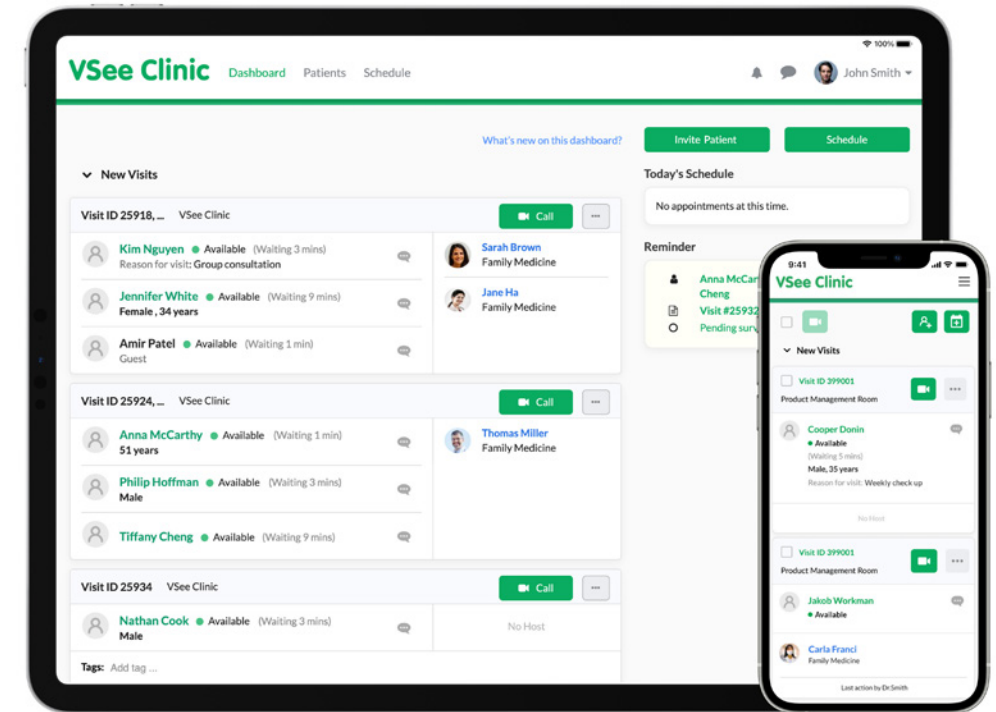 100%
VSee Clinic Dashboard Patients Schedule John Smith
What's new on this dashboard? Invite Patient Schedule
New Visits
Visit ID 25918, ... VSee Clinic Call
Kim Nguyen Available (Waiting 3 mins)
Reason for visit: Group consultation
Jennifer White Available (Waiting 9 mins)
Female , 34 years
Amir Patel Available (Waiting 1 min)
Guest
Sarah Brown
Family Medicine
Jane Ha
Family Medicine
Visit ID 25924, ... VSee Clinic Call
Anna McCarthy Available (Waiting 1 min)
51 years
Philip Hoffman Available (Waiting 3 mins)
Male
Tiffany Cheng Available (Waiting 9 mins)
Thomas Miller
Family Medicine
Visit ID 25934 VSee Clinic Call
Nathan Cook Available (Waiting 3 mins)
Male
No Host
Tags: Add tag ...
Today's Schedule
No appointments at this time.
Reminder
Anna McCar
Cheng
Visit #25932
Pending sur
9:41
VSee Clinic
New Visits
Visit ID 399001
Product Management Room
Cooper Donin
Available
(Waiting 5 mins)
Male, 35 years
Reason for visit: Weekly check up
No Host
Visit ID 399001
Product Management Room
Jakob Workman
Available
Carla Franci
Family Medicine
Last action by Dr.Smith